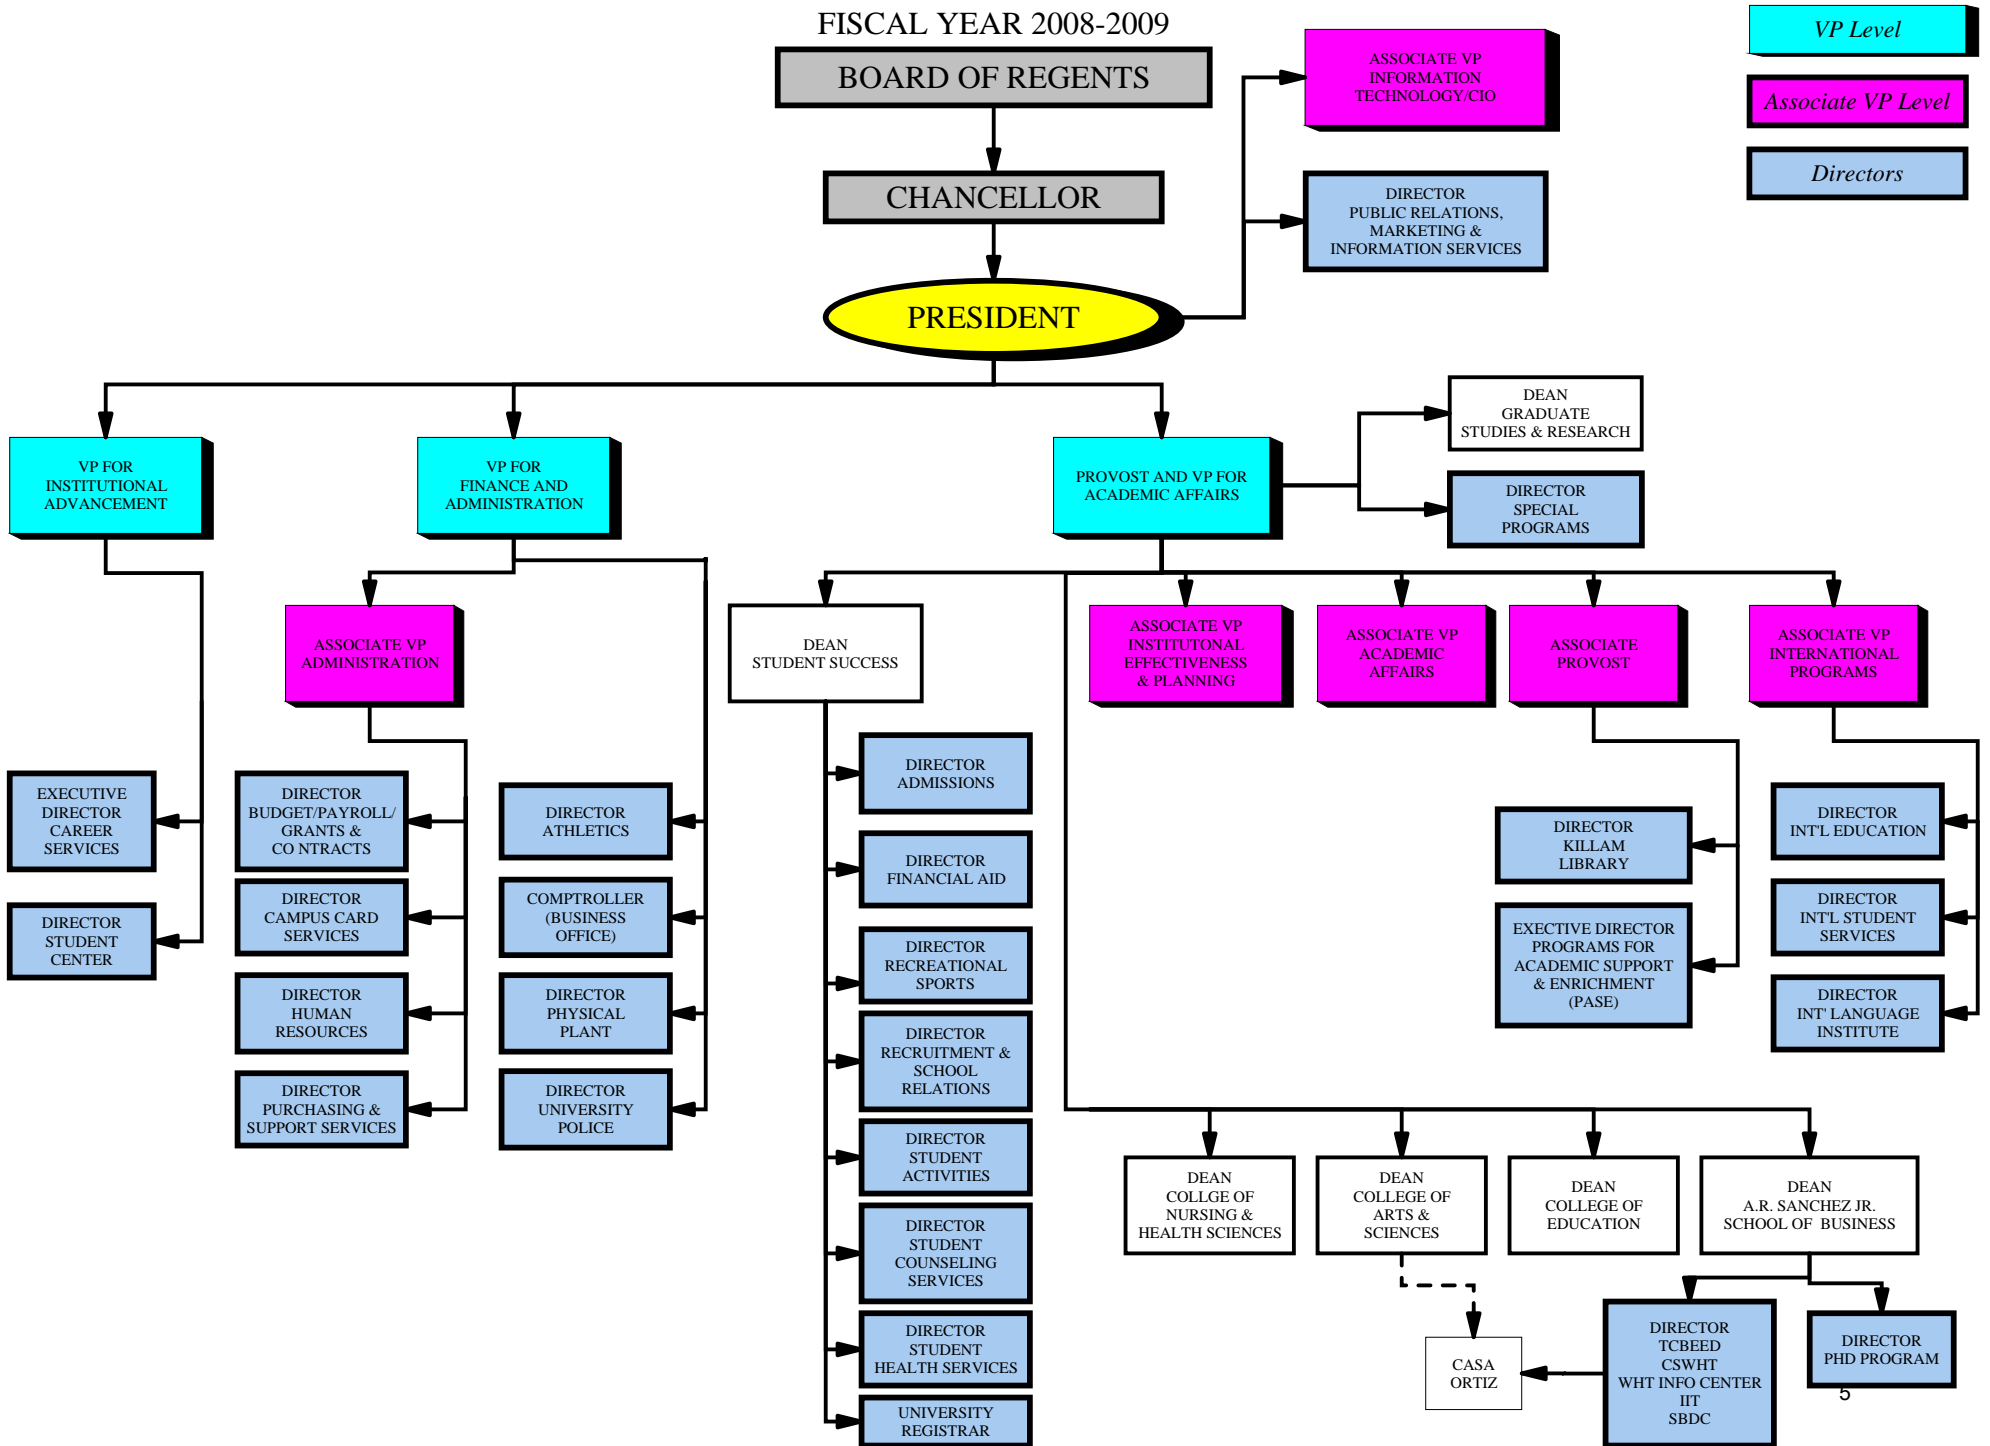 FISCAL YEAR 2008-2009
BOARD OF REGENTS
CHANCELLOR
PRESIDENT
ASSOCIATE VP
INFORMATION
TECHNOLOGY/CIO
DIRECTOR
PUBLIC RELATIONS,
MARKETING &
INFORMATION SERVICES
VP Level
Associate VP Level
Directors
VP FOR
INSTITUTIONAL
ADVANCEMENT
VP FOR
FINANCE AND
ADMINISTRATION
PROVOST AND VP FOR
ACADEMIC AFFAIRS
DEAN
GRADUATE
STUDIES & RESEARCH
DIRECTOR
SPECIAL
PROGRAMS
ASSOCIATE VP
ADMINISTRATION
DEAN
STUDENT SUCCESS
ASSOCIATE VP
INSTITUTONAL
EFFECTIVENESS
& PLANNING
ASSOCIATE VP
ACADEMIC
AFFAIRS
ASSOCIATE
PROVOST
ASSOCIATE VP
INTERNATIONAL
PROGRAMS
EXECUTIVE
DIRECTOR
CAREER
SERVICES
DIRECTOR
STUDENT
CENTER
DIRECTOR
BUDGET/PAYROLL/
GRANTS &
CO NTRACTS
DIRECTOR
CAMPUS CARD
SERVICES
DIRECTOR
HUMAN
RESOURCES
DIRECTOR
PURCHASING &
SUPPORT SERVICES
DIRECTOR
ATHLETICS
COMPTROLLER
(BUSINESS
OFFICE)
DIRECTOR
PHYSICAL
PLANT
DIRECTOR
UNIVERSITY
POLICE
DIRECTOR
ADMISSIONS
DIRECTOR
FINANCIAL AID
DIRECTOR
RECREATIONAL
SPORTS
DIRECTOR
RECRUITMENT &
SCHOOL
RELATIONS
DIRECTOR
STUDENT
ACTIVITIES
DIRECTOR
STUDENT
COUNSELING
SERVICES
DIRECTOR
STUDENT
HEALTH SERVICES
UNIVERSITY
REGISTRAR
DIRECTOR
KILLAM
LIBRARY
EXECTIVE DIRECTOR
PROGRAMS FOR
ACADEMIC SUPPORT
& ENRICHMENT
(PASE)
DIRECTOR
INT'L EDUCATION
DIRECTOR
INT'L STUDENT
SERVICES
DIRECTOR
INT' LANGUAGE
INSTITUTE
DEAN
COLLGE OF
NURSING &
HEALTH SCIENCES
DEAN
COLLEGE OF
ARTS &
SCIENCES
DEAN
COLLEGE OF
EDUCATION
DEAN
A.R. SANCHEZ JR.
SCHOOL OF BUSINESS
CASA
ORTIZ
DIRECTOR
TCBEED
CSWHT
WHT INFO CENTER
IIT
SBDC
DIRECTOR
PHD PROGRAM
5